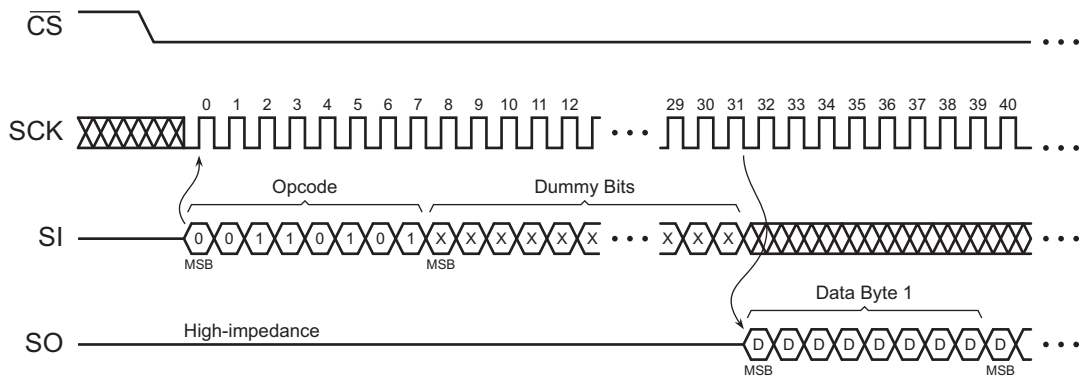 CS
0 1 2 3 4 5 6 7 8 9 10 11 12 29 30 31 32 33 34 35 36 37 38 39 40
SCK
Opcode Dummy Bits
SI 0 0 1 1 0 1 0 1 X X X X X X X X X
MSB MSB
Data Byte 1
High-impedance
SO D D D D D D D D D
MSB MSB